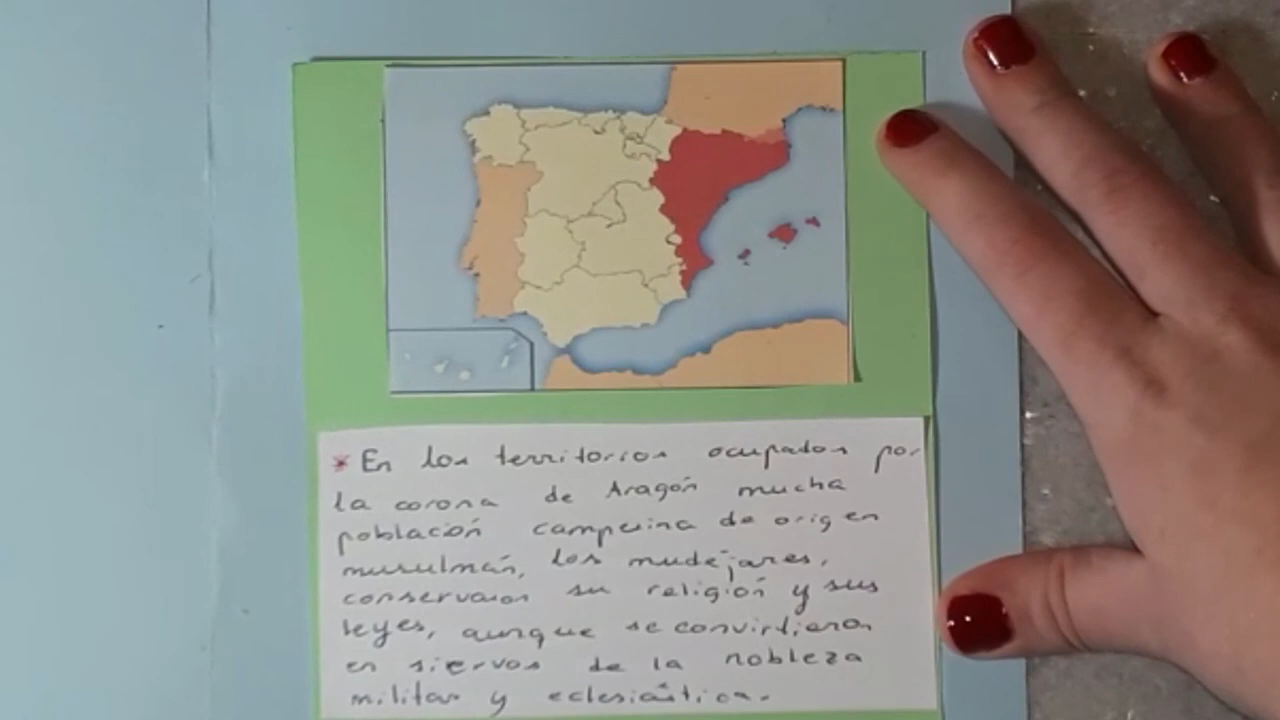 * En los territorios ocupados por
la corona de Aragón mucha
población campesina de origen
musulmán, los mudéjares,
conservaron su religión y sus
leyes, aunque se convirtieron
en siervos de la nobleza
militar y eclesiástica.